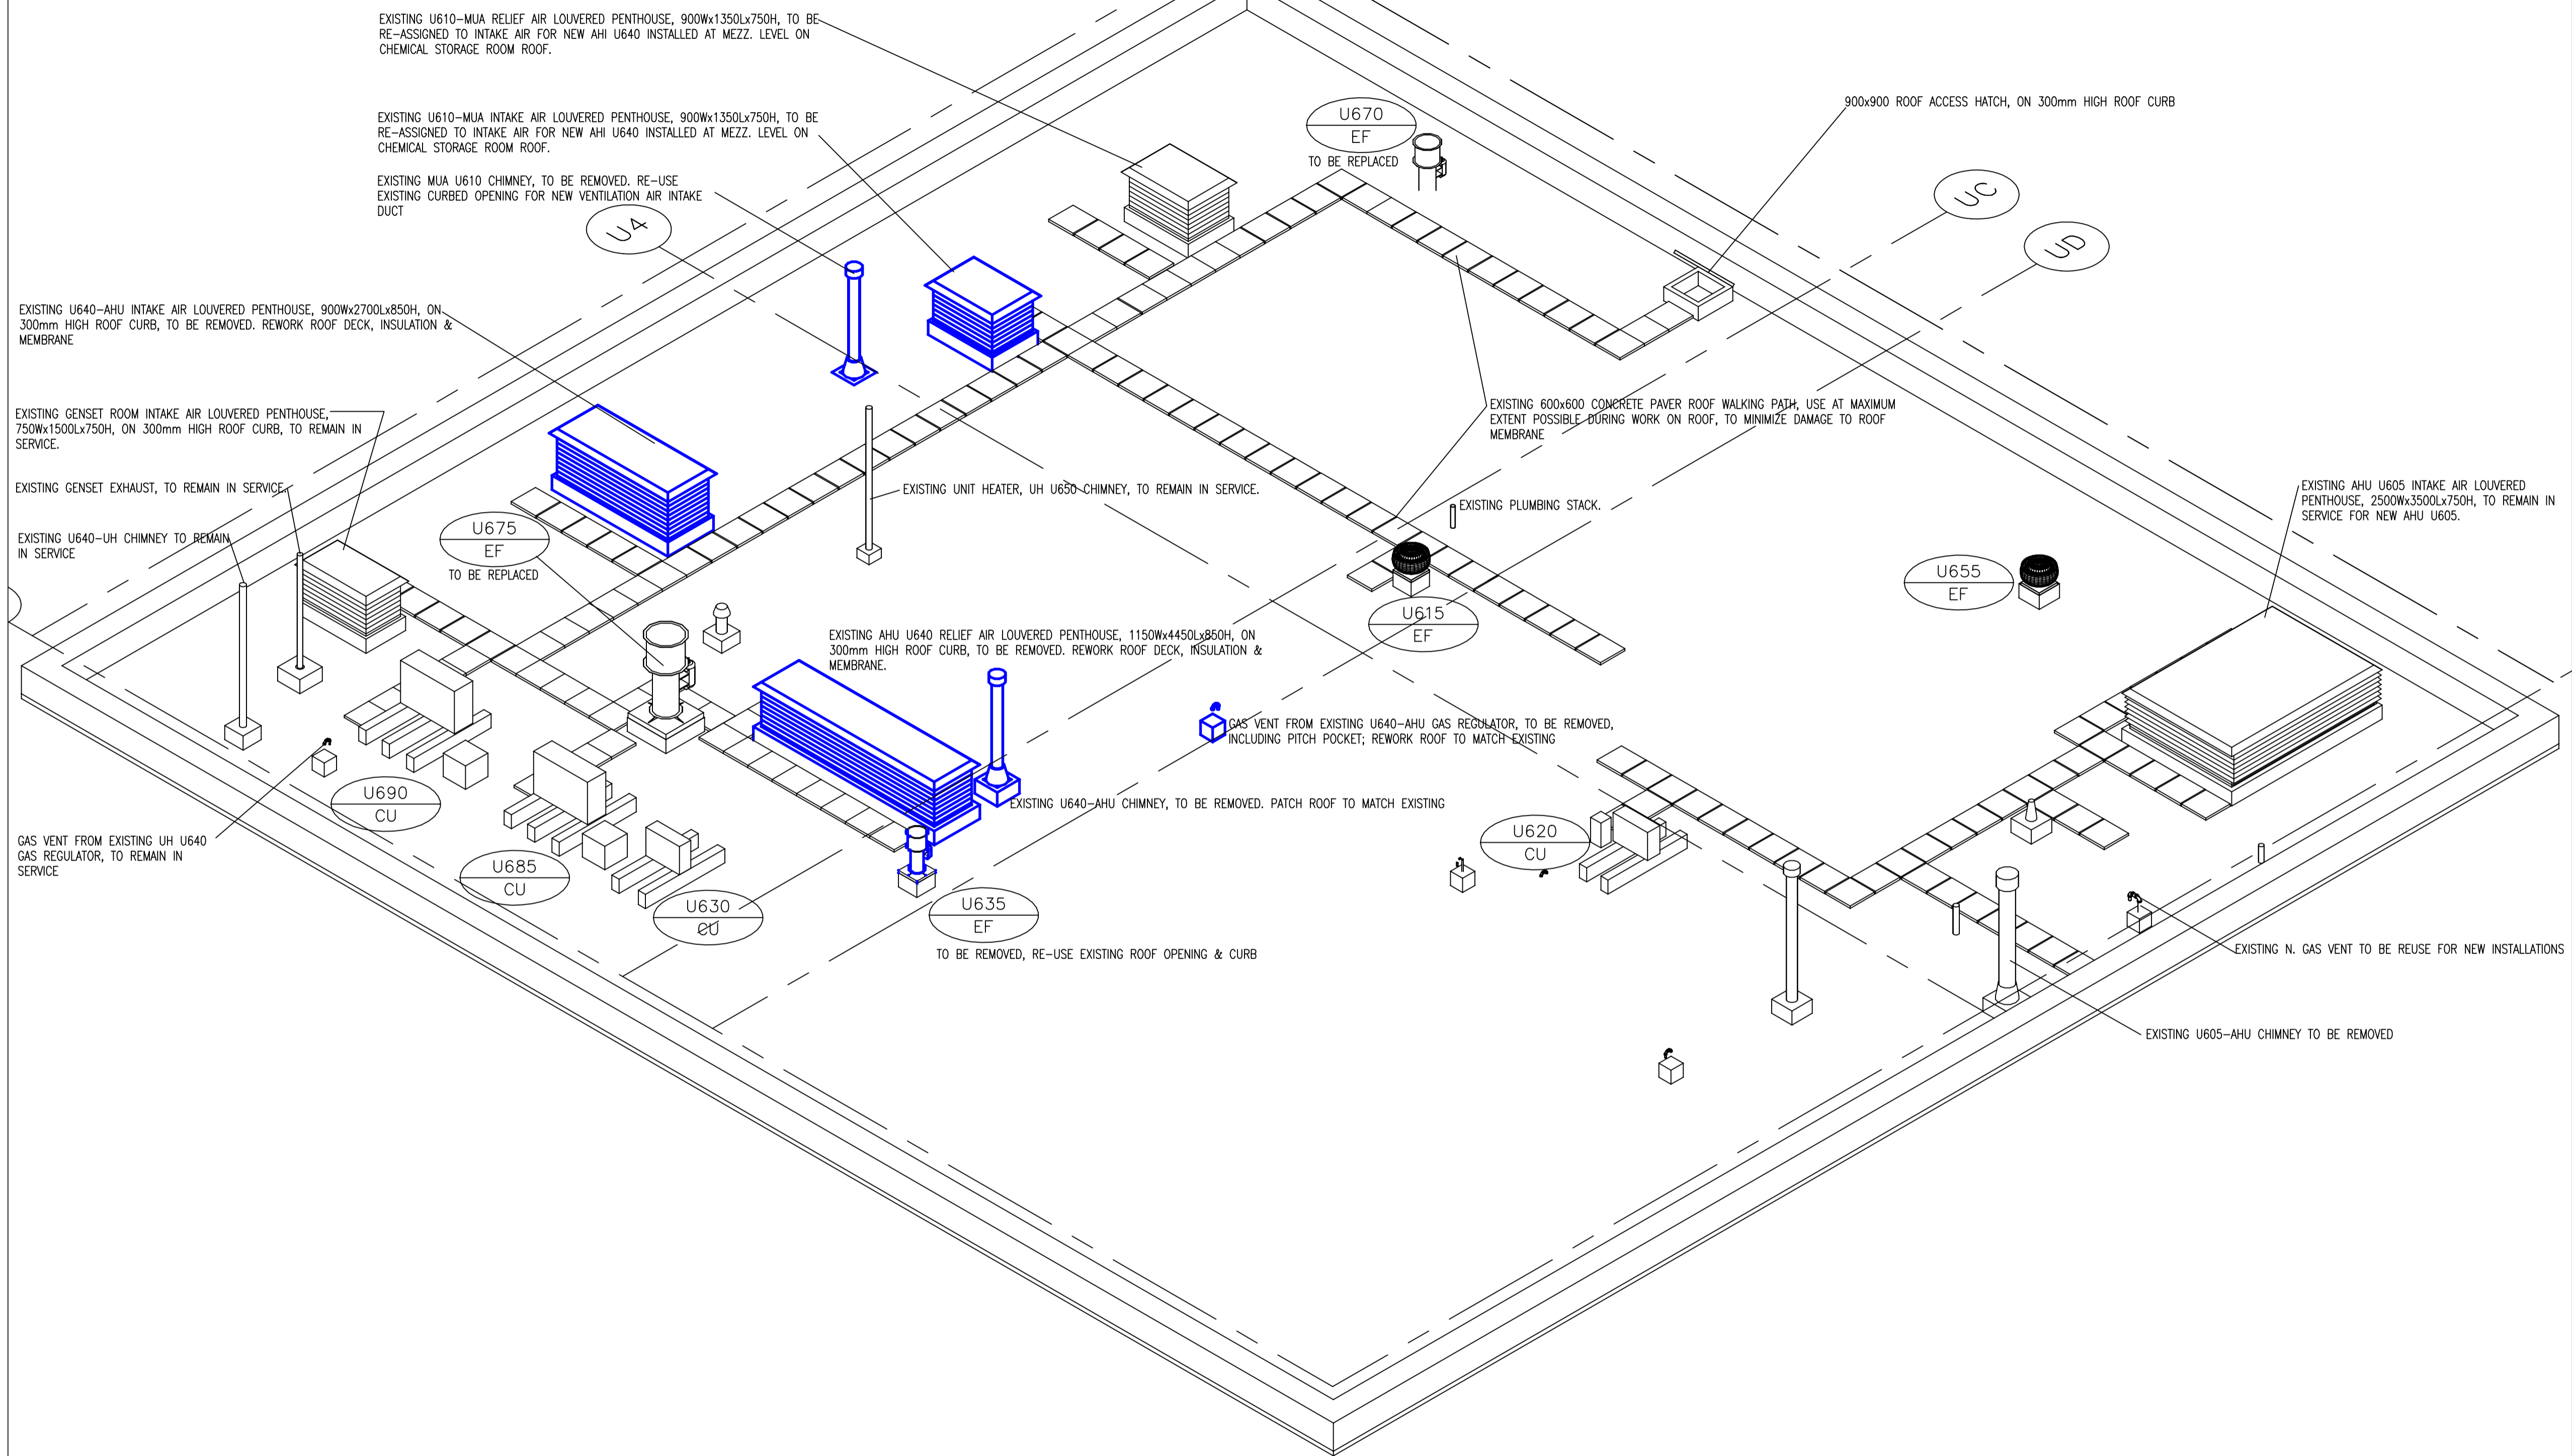 EXISTING U610-MUA RELIEF AIR LOUVERED PENTHOUSE, 900Wx1350Lx750H, TO BE
RE-ASSIGNED TO INTAKE AIR FOR NEW AHI U640 INSTALLED AT MEZZ. LEVEL ON
CHEMICAL STORAGE ROOM ROOF.
EXISTING U610-MUA INTAKE AIR LOUVERED PENTHOUSE, 900Wx1350Lx750H, TO BE
RE-ASSIGNED TO INTAKE AIR FOR NEW AHI U640 INSTALLED AT MEZZ. LEVEL ON
CHEMICAL STORAGE ROOM ROOF.
EXISTING MUA U610 CHIMNEY, TO BE REMOVED. RE-USE
EXISTING CURBED OPENING FOR NEW VENTILATION AIR INTAKE
DUCT
U4
U670
EF
TO BE REPLACED
900x900 ROOF ACCESS HATCH, ON 300mm HIGH ROOF CURB
UC
UD
EXISTING U640-AHU INTAKE AIR LOUVERED PENTHOUSE, 900Wx2700Lx850H, ON
300mm HIGH ROOF CURB, TO BE REMOVED. REWORK ROOF DECK, INSULATION &
MEMBRANE
EXISTING GENSET ROOM INTAKE AIR LOUVERED PENTHOUSE,
750Wx1500Lx750H, ON 300mm HIGH ROOF CURB, TO REMAIN IN
SERVICE.
EXISTING GENSET EXHAUST, TO REMAIN IN SERVICE.
EXISTING U640-UH CHIMNEY TO REMAIN
IN SERVICE
U675
EF
TO BE REPLACED
EXISTING UNIT HEATER, UH U650 CHIMNEY, TO REMAIN IN SERVICE.
EXISTING 600x600 CONCRETE PAVER ROOF WALKING PATH, USE AT MAXIMUM
EXTENT POSSIBLE DURING WORK ON ROOF, TO MINIMIZE DAMAGE TO ROOF
MEMBRANE
EXISTING PLUMBING STACK.
EXISTING AHU U605 INTAKE AIR LOUVERED
PENTHOUSE, 2500Wx3500Lx750H, TO REMAIN IN
SERVICE FOR NEW AHU U605.
U655
EF
U615
EF
EXISTING AHU U640 RELIEF AIR LOUVERED PENTHOUSE, 1150Wx4450Lx850H, ON
300mm HIGH ROOF CURB, TO BE REMOVED. REWORK ROOF DECK, INSULATION &
MEMBRANE.
GAS VENT FROM EXISTING U640-AHU GAS REGULATOR, TO BE REMOVED,
INCLUDING PITCH POCKET; REWORK ROOF TO MATCH EXISTING
EXISTING U640-AHU CHIMNEY, TO BE REMOVED. PATCH ROOF TO MATCH EXISTING
U690
CU
GAS VENT FROM EXISTING UH U640
GAS REGULATOR, TO REMAIN IN
SERVICE
U685
CU
U630
CU
U635
EF
TO BE REMOVED, RE-USE EXISTING ROOF OPENING & CURB
U620
CU
EXISTING N. GAS VENT TO BE REUSE FOR NEW INSTALLATIONS
EXISTING U605-AHU CHIMNEY TO BE REMOVED